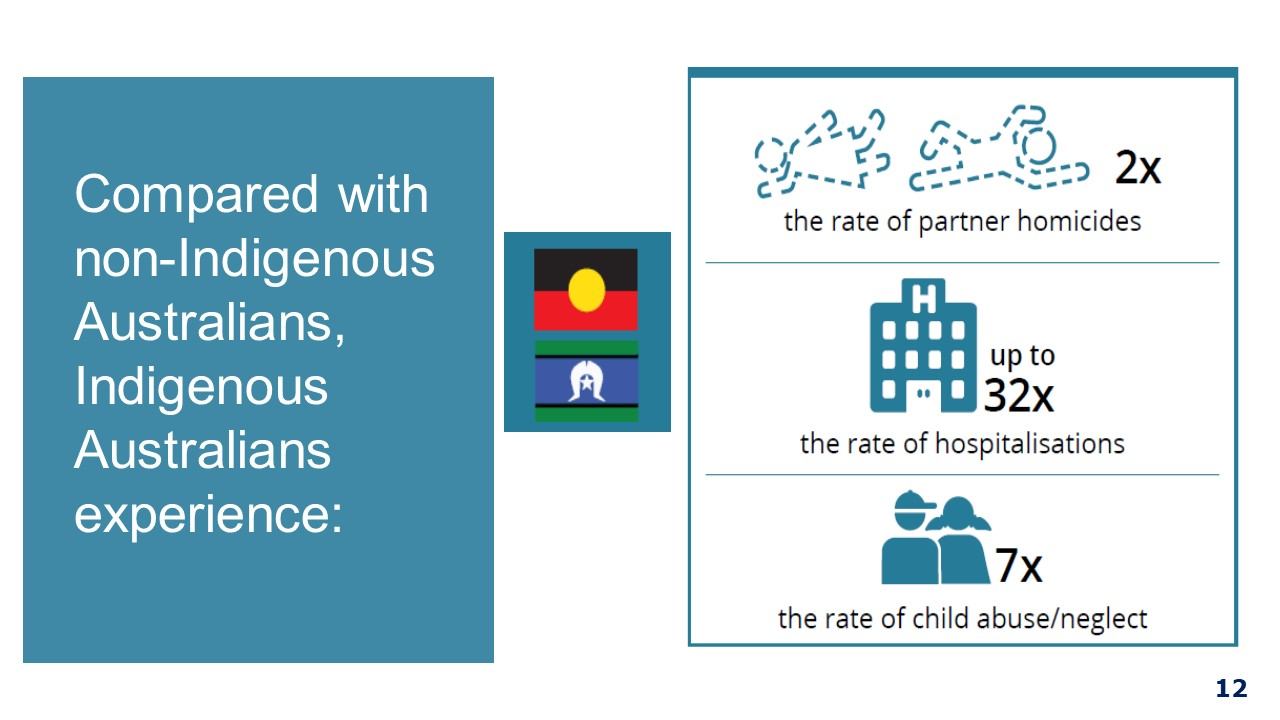 Compared with
non-Indigenous
Australians,
Indigenous
Australians
experience:
2x
the rate of partner homicides
H
up to
32x
the rate of hospitalisations
7x
the rate of child abuse/neglect
12